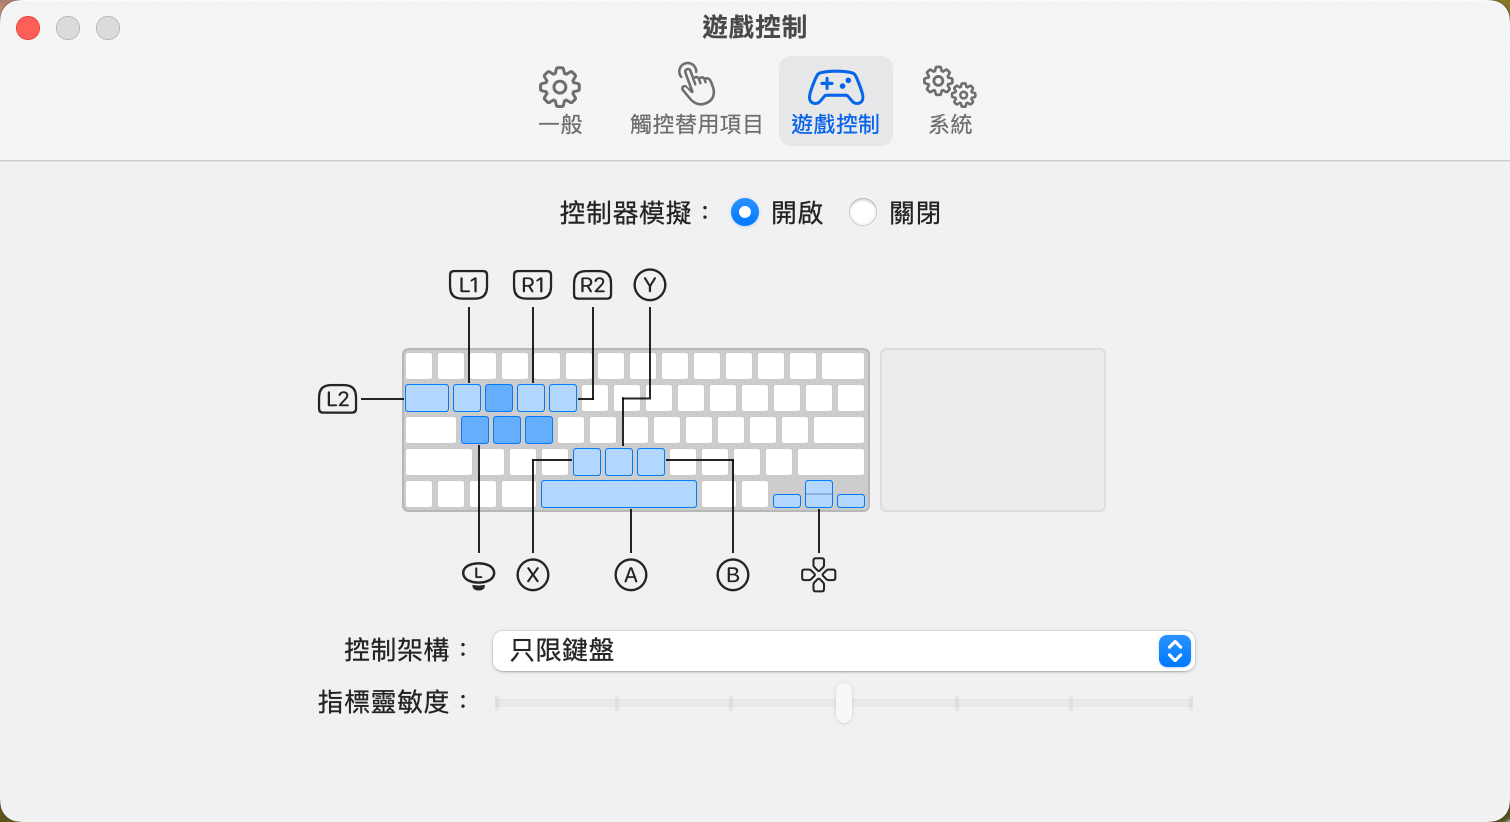 遊戲控制
一般
觸控替用項目
遊戲控制
系統
控制器模擬：
開啟
關閉
L1
R1
R2
Y
L2
L
X
A
B
控制架構：
只限鍵盤
指標靈敏度：